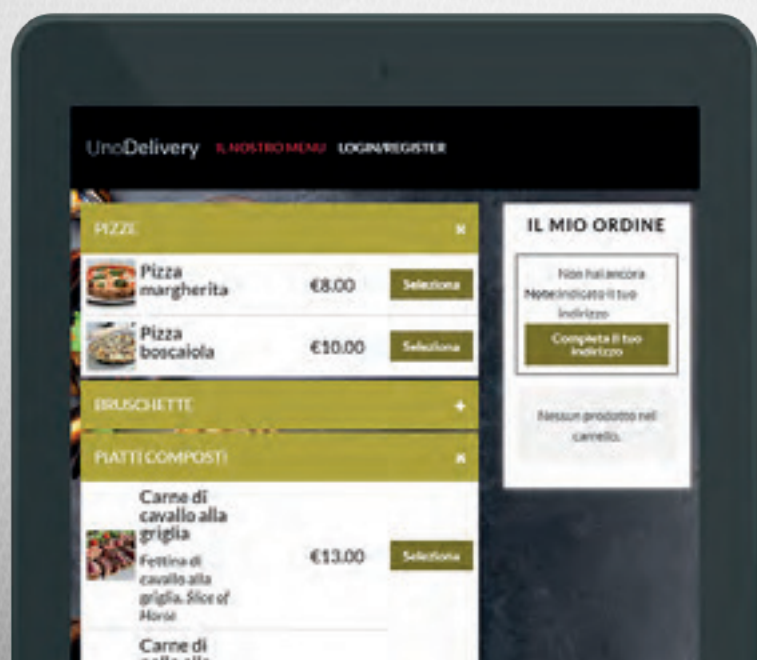 UnoDelivery IL NOSTRO MENU LOGIN/REGISTER
PIZZE
Pizza
margherita
€8.00
Seleziona
Pizza
boscaiola
€10.00
Seleziona
BRUSCHETTE
PIATTI COMPOSTI
Carne di
cavallo alla
griglia
Fettina di
cavallo alla
griglia. Slice of
Horse
€13.00
Seleziona
Carne di
IL MIO ORDINE
Non hai ancora
Note:indicato il tuo
indirizzo
Completa il tuo
indirizzo
Nessun prodotto nel
carrello.